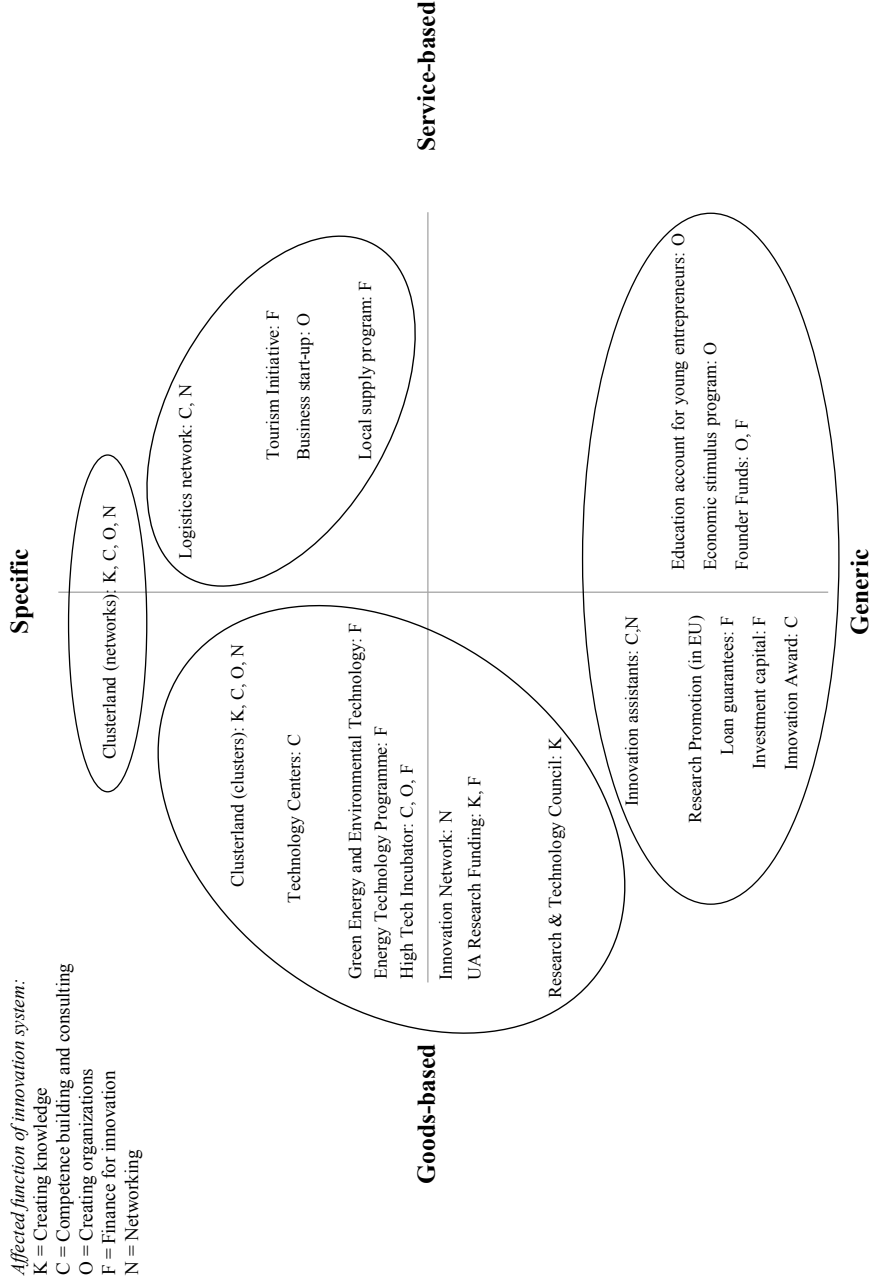 Affected function of innovation system:
K = Creating knowledge
C = Competence building and consulting
O = Creating organizations
F = Finance for innovation
N = Networking
Specific
Clusterland (networks): K, C, O, N
Clusterland (clusters): K, C, O, N
Technology Centers: C
Green Energy and Environmental Technology: F
Energy Technology Programme: F
High Tech Incubator: C, O, F
Innovation Network: N
UA Research Funding: K, F
Research & Technology Council: K
Logistics network: C, N
Tourism Initiative: F
Business start-up: O
Local supply program: F
Goods-based
Service-based
Innovation assistants: C,N
Research Promotion (in EU)
Loan guarantees: F
Investment capital: F
Innovation Award: C
Education account for young entrepreneurs: O
Economic stimulus program: O
Founder Funds: O, F
Generic